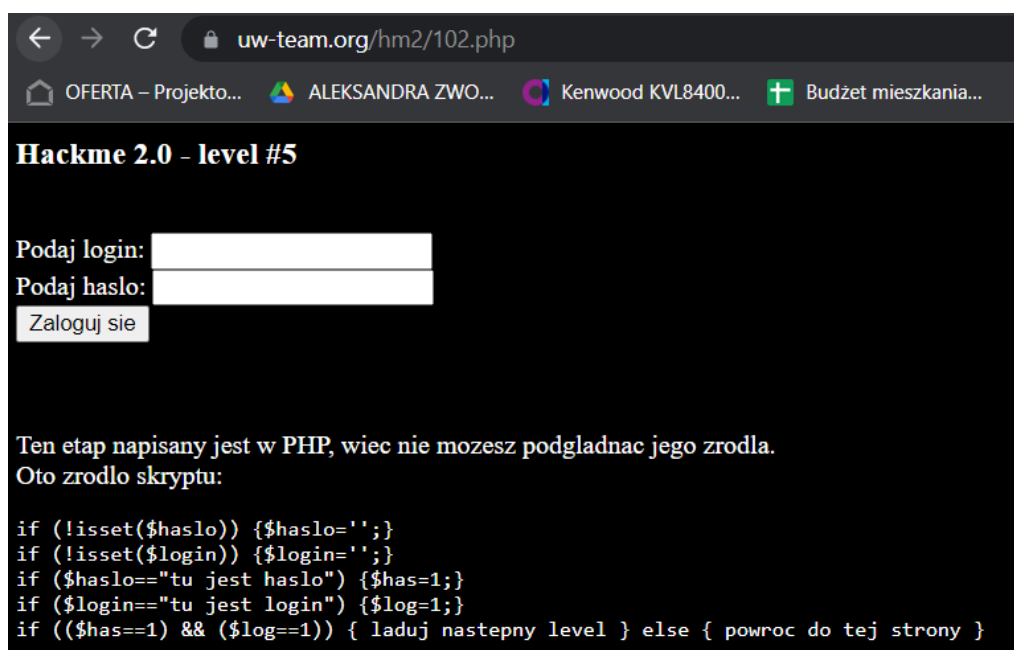 uw-team.org/hm2/102.php
OFERTA – Projekto... ALEKSANDRA ZWO... Kenwood KVL8400... Budżet mieszkania...
Hackme 2.0 - level #5
Podaj login:
Podaj haslo:
Zaloguj sie
Ten etap napisany jest w PHP, wiec nie mozesz podgladnac jego zrodla.
Oto zrodlo skryptu:
if (!isset($haslo)) {$haslo='';}
if (!isset($login)) {$login='';}
if ($haslo=="tu jest haslo") {$has=1;}
if ($login=="tu jest login") {$log=1;}
if (($has==1) && ($log==1)) { laduj nastepny level } else { powroc do tej strony }